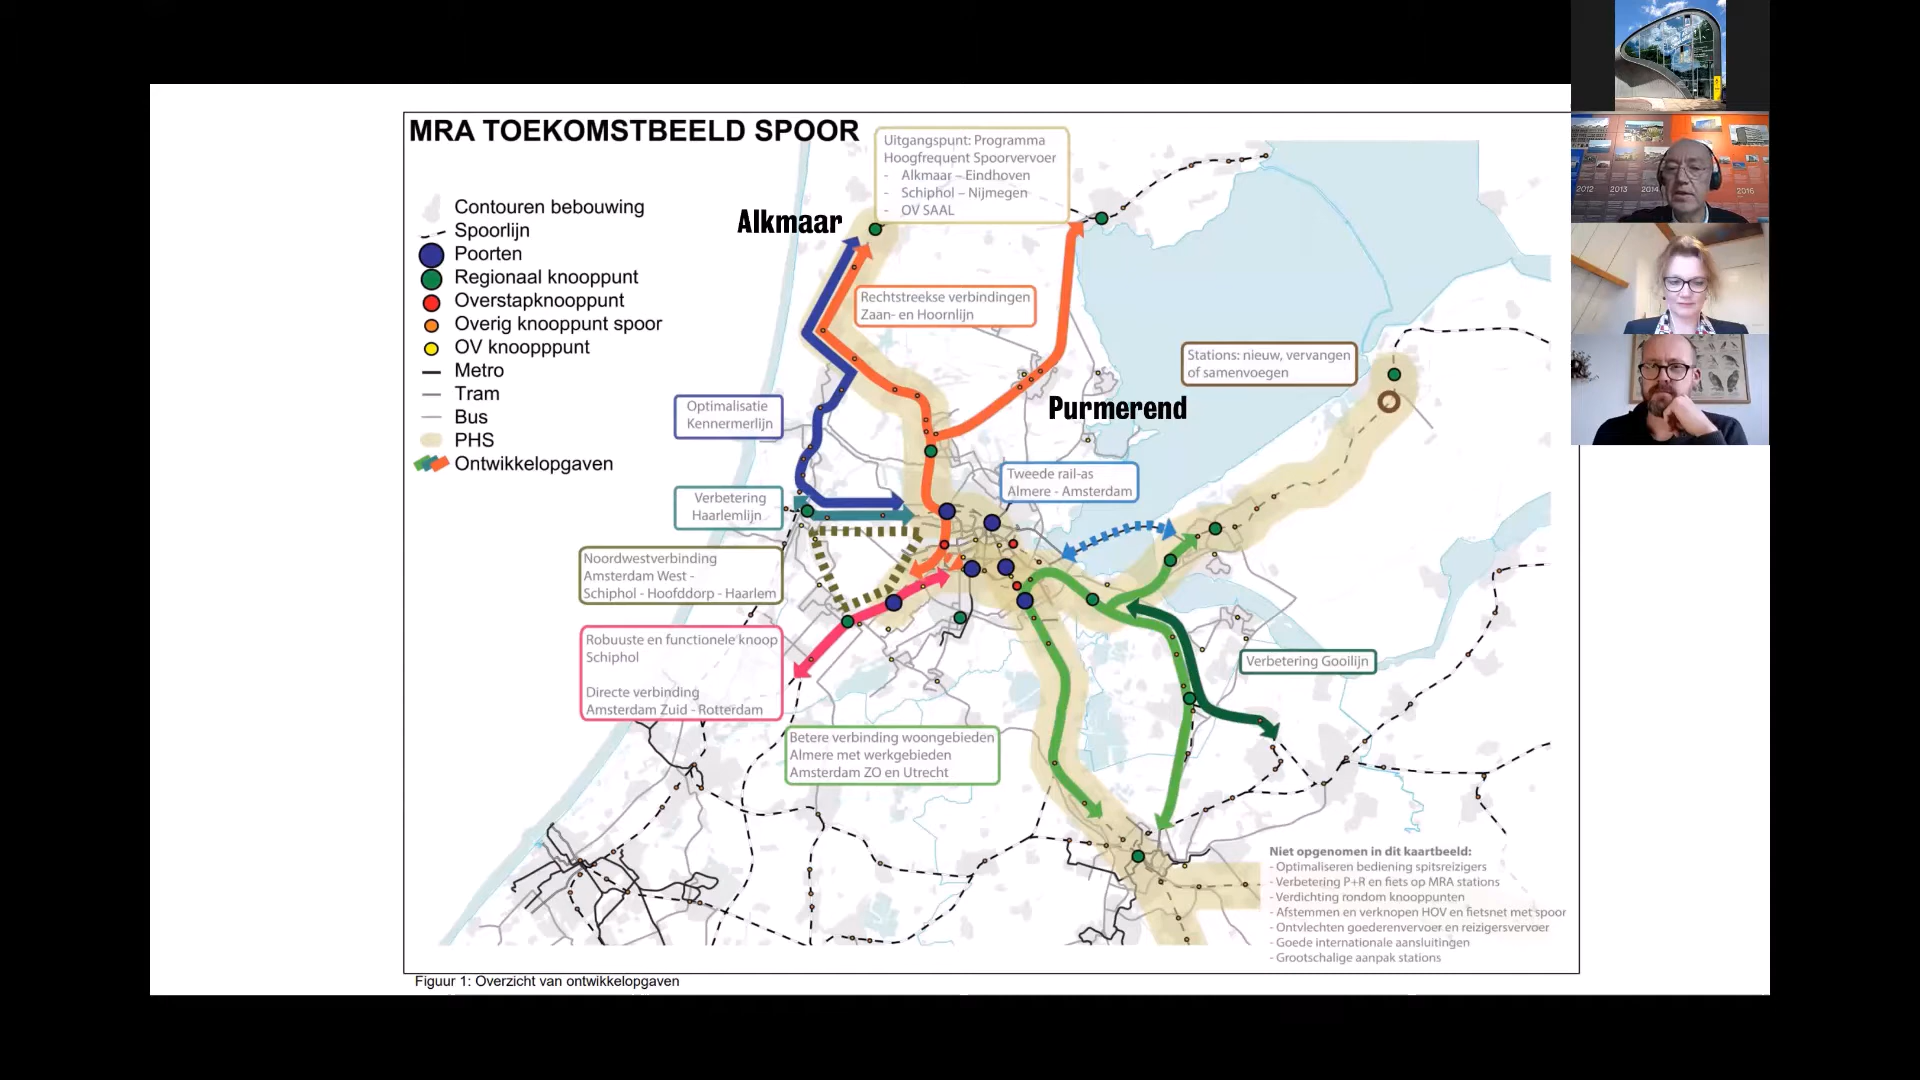 MRA TOEKOMSTBEELD SPOOR
Contouren bebouwing
Spoorlijn
Poorten
Regionaal knooppunt
Overstapknooppunt
Overig knooppunt spoor
OV knoopppunt
Metro
Tram
Bus
PHS
Ontwikkelopgaven
Uitgangspunt: Programma
Hoogfrequent Spoorvervoer
- Alkmaar – Eindhoven
- Schiphol – Nijmegen
- OV SAAL
Alkmaar
Rechtstreekse verbindingen
Zaan- en Hoornlijn
Stations: nieuw, vervangen
of samenvoegen
Optimalisatie
Kennermerlijn
Purmerend
Tweede rail-as
Almere - Amsterdam
Verbetering
Haarlemlijn
Noordwestverbinding
Amsterdam West -
Schiphol - Hoofddorp - Haarlem
Robuuste en functionele knoop
Schiphol
Directe verbinding
Amsterdam Zuid - Rotterdam
Verbetering Gooilijn
Betere verbinding woongebieden
Almere met werkgebieden
Amsterdam ZO en Utrecht
Niet opgenomen in dit kaartbeeld:
- Optimaliseren bediening spitsreizigers
- Verbetering P+R en fiets op MRA stations
- Verdichting rondom knooppunten
- Afstemmen en verknopen HOV en fietsnet met spoor
- Ontvlechten goederenvervoer en reizigersvervoer
- Goede internationale aansluitingen
- Grootschalige aanpak stations
Figuur 1: Overzicht van ontwikkelopgaven
2012 2013 2014 2016